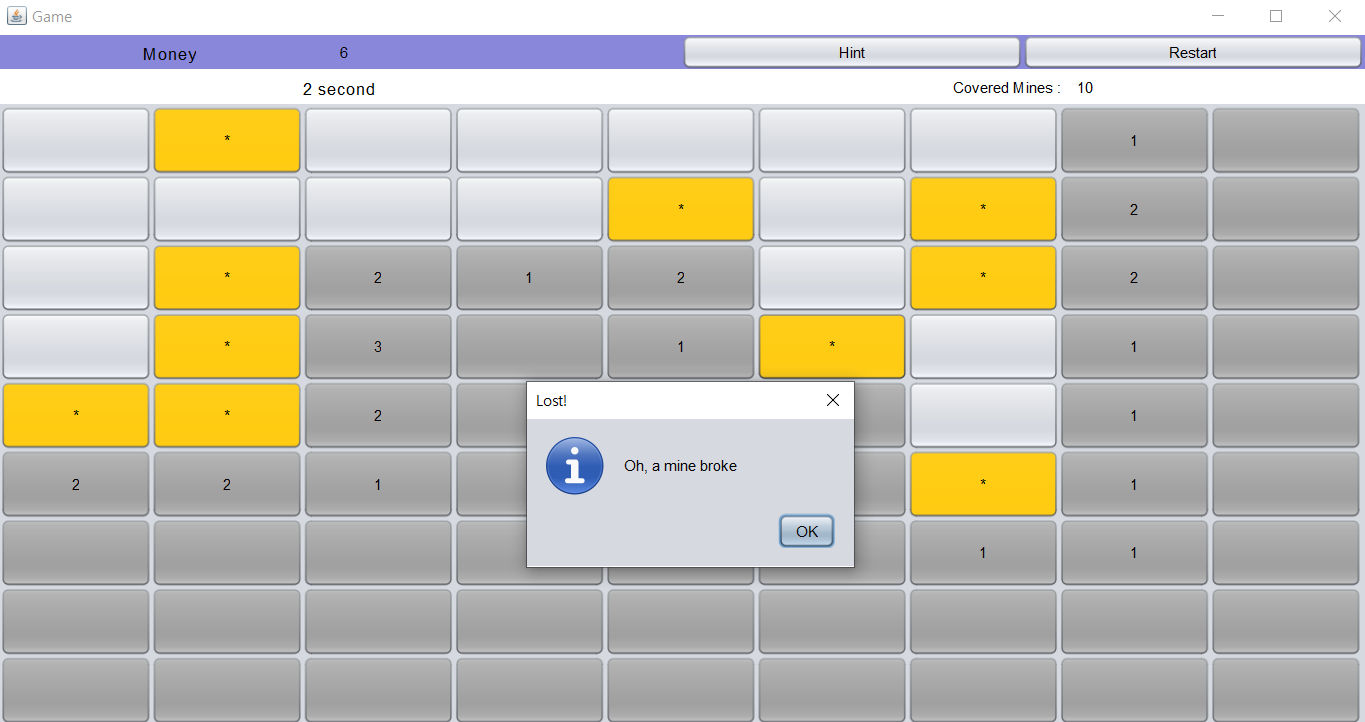 Game
Money 6 Hint Restart
2 second Covered Mines : 10
* 1
* * 2
* 2 1 2 * 2
* 3 1 * 1
* * 2 1
Lost!
Oh, a mine broke
OK
2 2 1 * 1
1 1